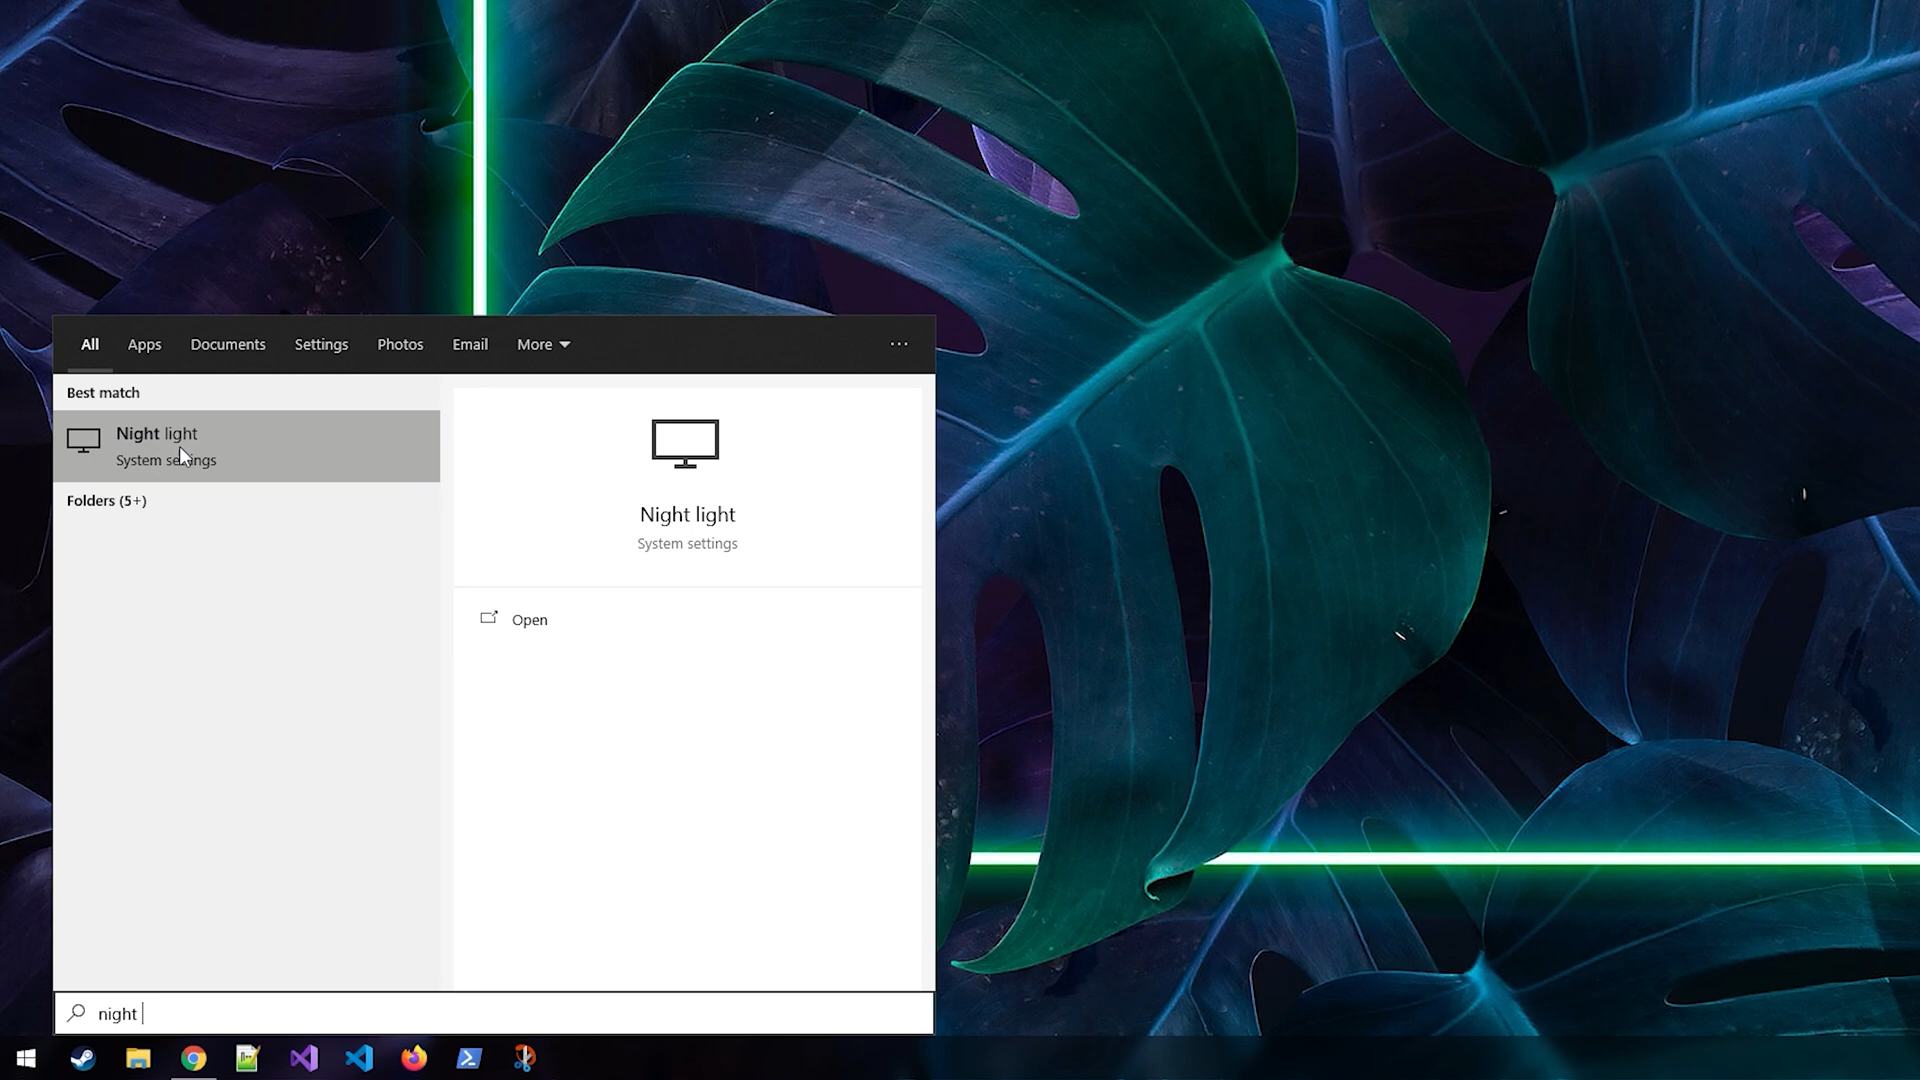 All Apps Documents Settings Photos Email More
Best match
Night light
System settings
Folders (5+)
Night light
System settings
Open
night